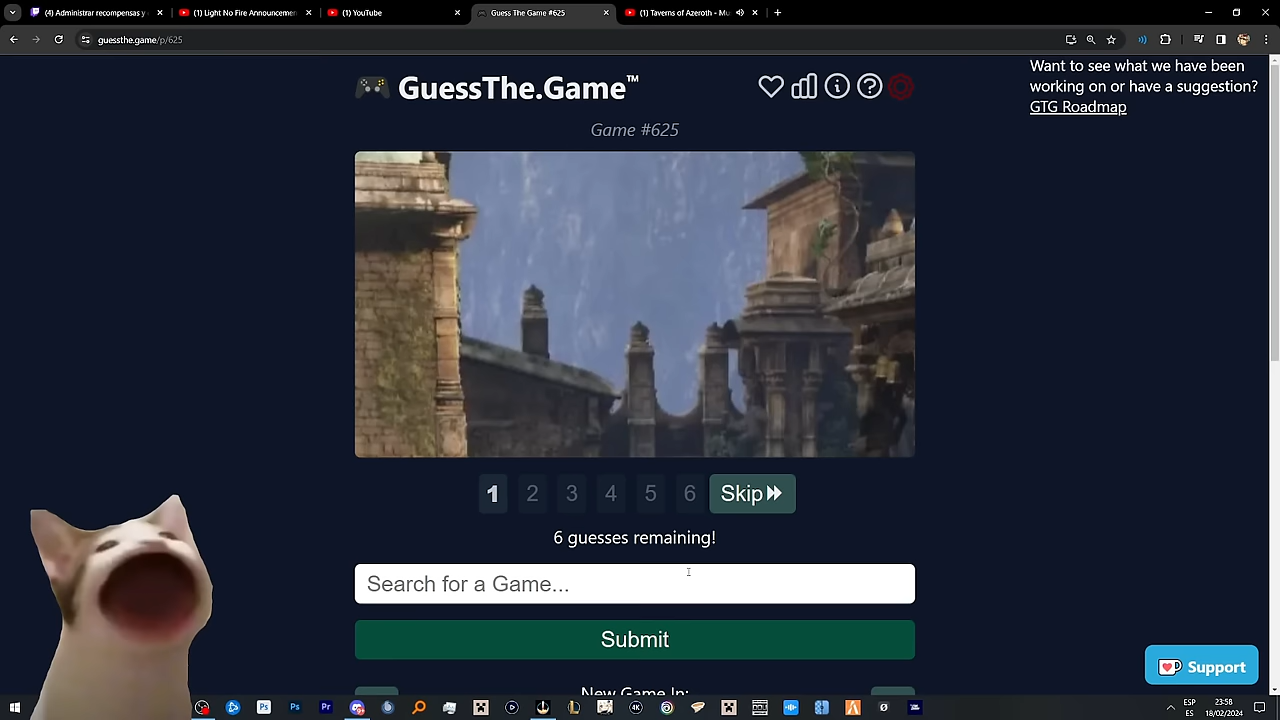 (4) Administrar recompensas y
(1) Light No Fire Announcemen
(1) YouTube
Guess The Game #625
(1) Taverns of Azeroth - Mu
guessthe.game/p/625
GuessThe.Game™
Want to see what we have been
working on or have a suggestion?
GTG Roadmap
Game #625
1 2 3 4 5 6 Skip
6 guesses remaining!
Search for a Game...
Submit
New Game In:
Support
ESP
ES
23:58
18/02/2024